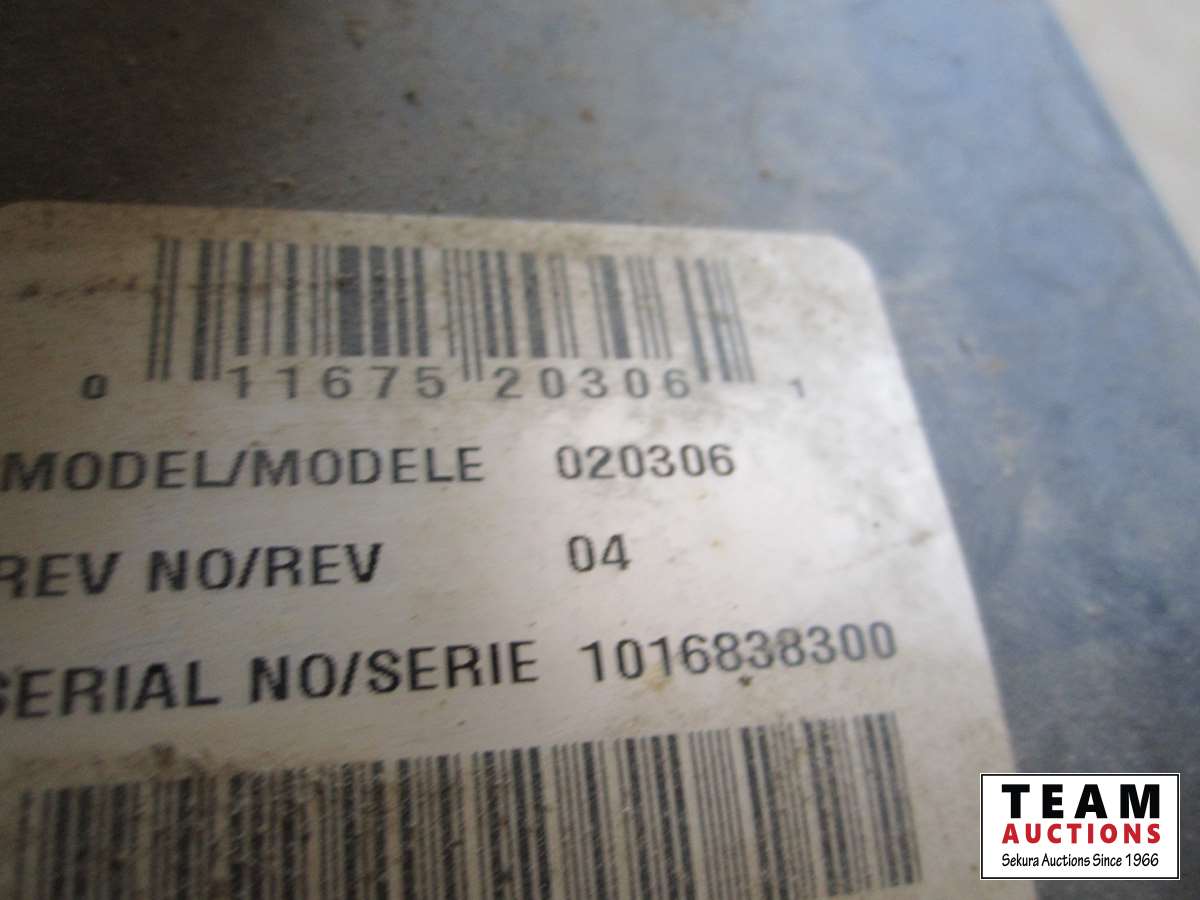 0 11675 20306 1
MODEL/MODELE 020306
REV NO/REV 04
SERIAL NO/SERIE 1016838300
TEAM
AUCTIONS
Sekura Auctions Since 1966